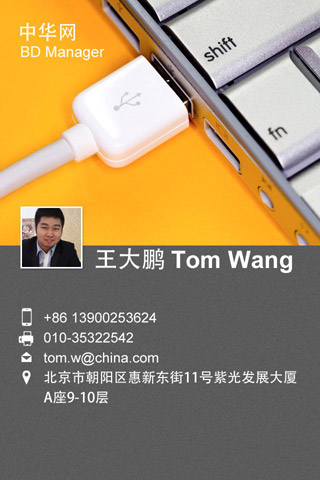 中华网
BD Manager
shift
fn
王大鹏 Tom Wang
+86 13900253624
010-35322542
tom.w@china.com
北京市朝阳区惠新东街11号紫光发展大厦
A座9-10层